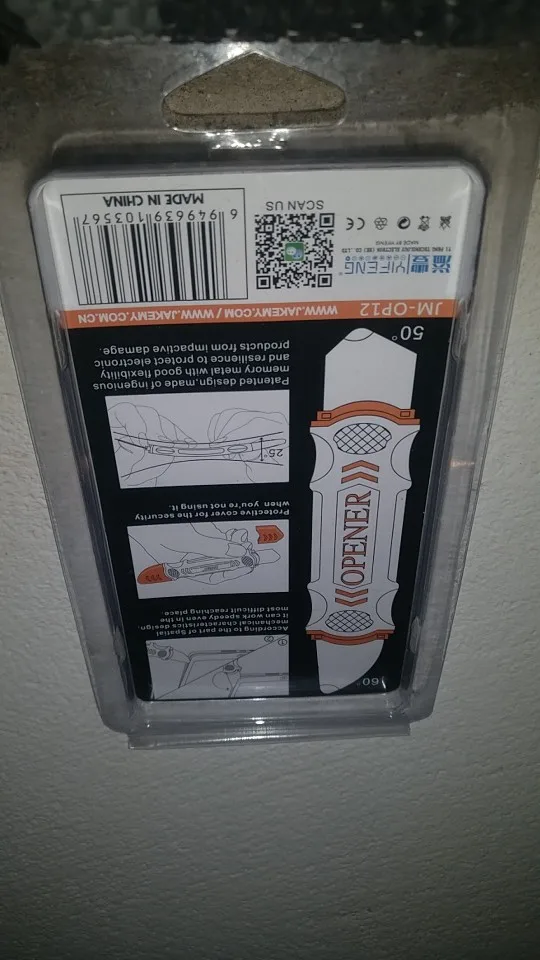 60°
OPENER
50°
According to the part of Spatial
mechanical characteristics design.
it can work speedy even in the
most difficult reaching place.
Protective cover for the security
when you're not using it.
25°
Patented design, made of ingenious
memory metal with good flexibility
and resilience to protect electronic
products from impactive damage.
JM-OP12
WWW.JAKEMY.COM / WWW.JAKEMY.COM.CN
YIFENG
MADE BY YIFENG
CE
SCAN US
6 949639 103567
MADE IN CHINA